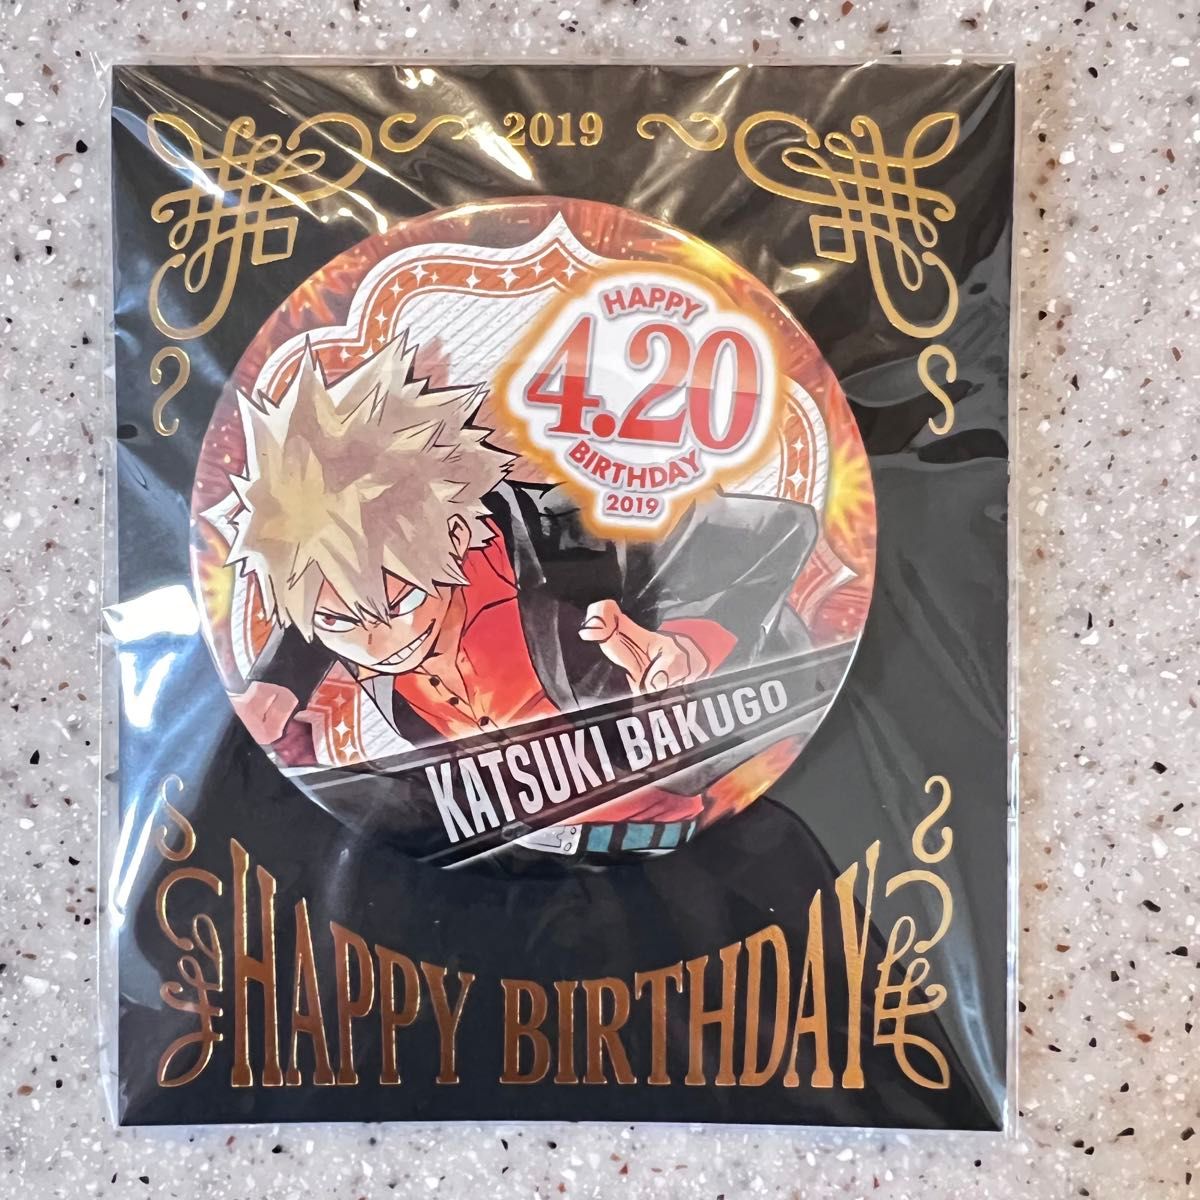 2019
HAPPY
4.20
BIRTHDAY
2019
KATSUKI BAKUGO
HAPPY BIRTHDAY